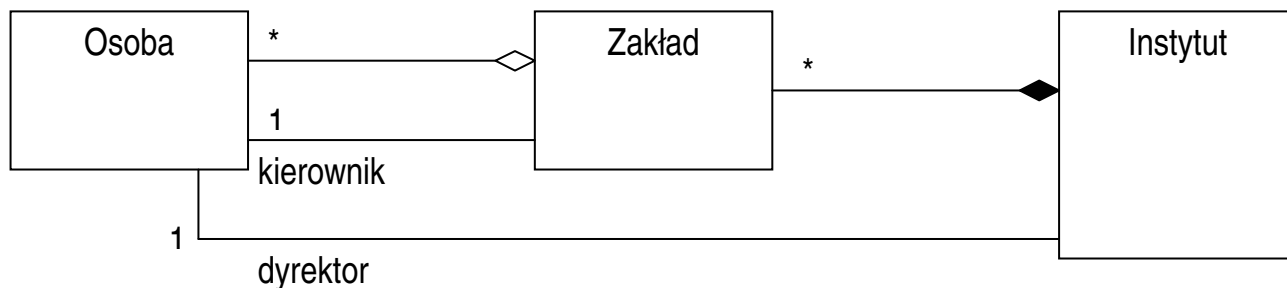 Osoba
*
Zakład
*
Instytut
1
kierownik
1
dyrektor